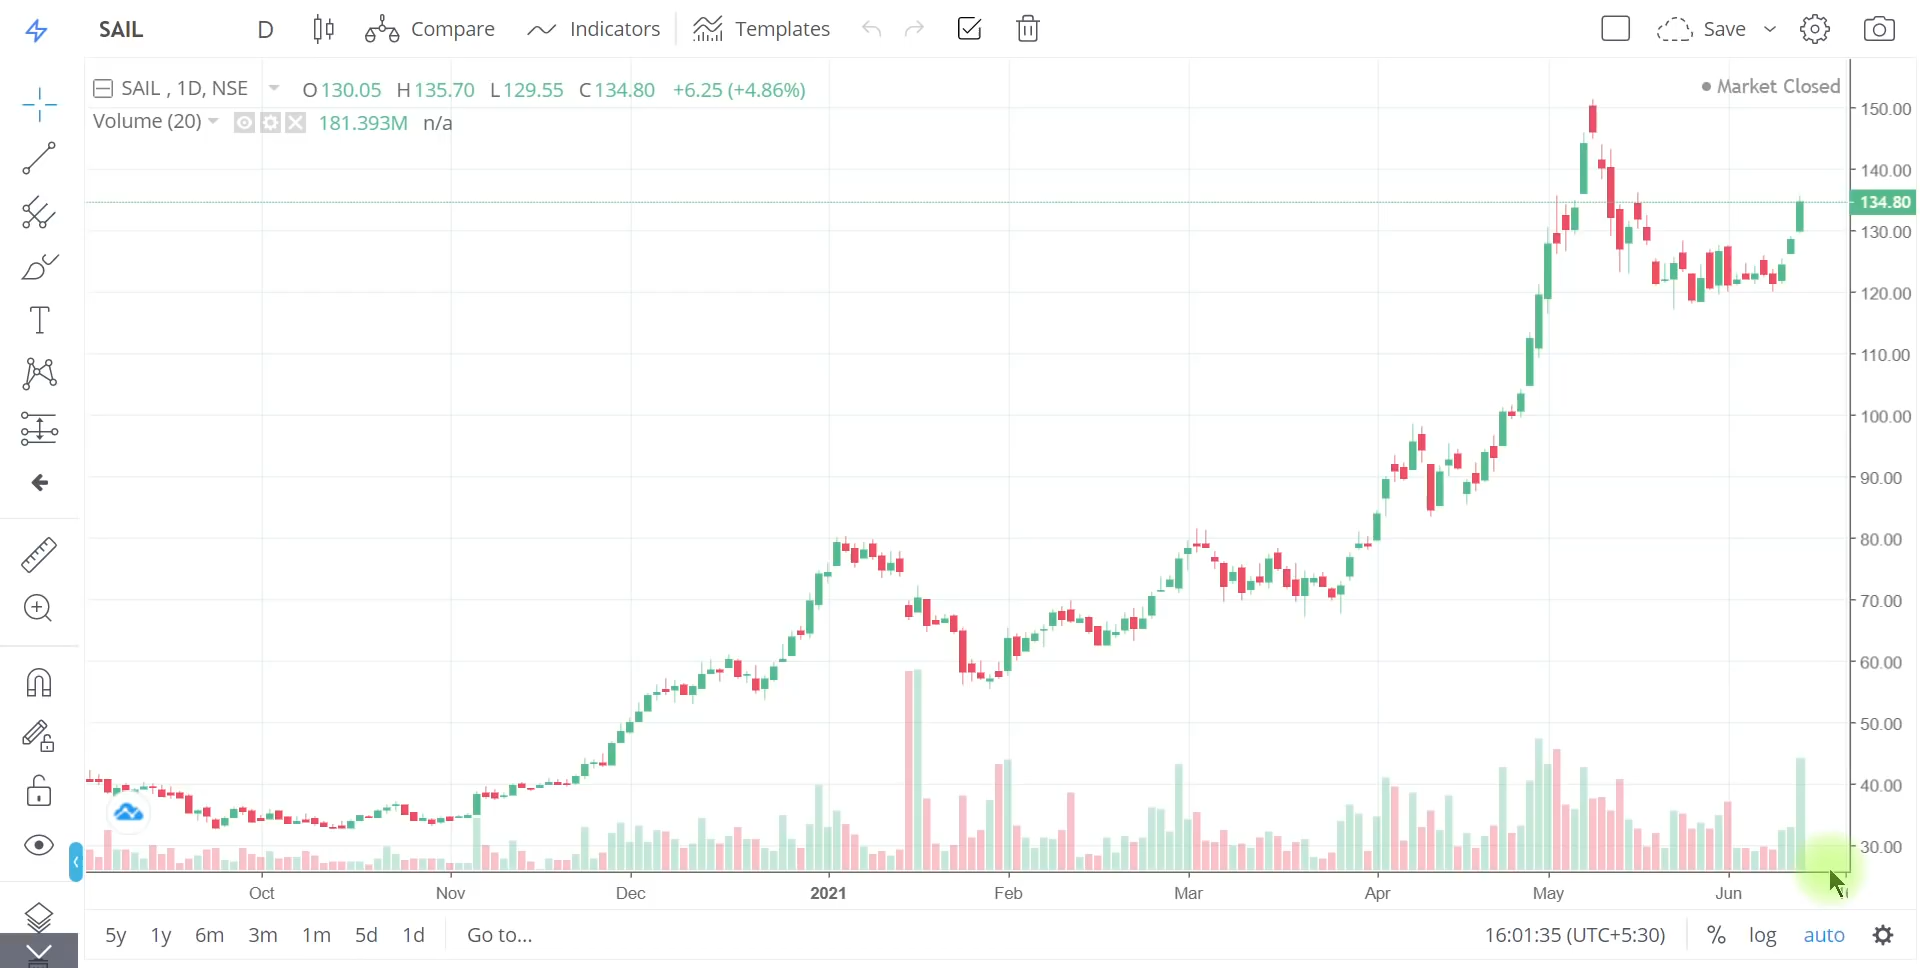 SAIL D Compare Indicators Templates Save
SAIL , 1D, NSE O130.05 H135.70 L129.55 C134.80 +6.25 (+4.86%) Market Closed
Volume (20) 181.393M n/a
150.00
140.00
134.80
130.00
120.00
110.00
100.00
90.00
80.00
70.00
60.00
50.00
40.00
30.00
Oct Nov Dec 2021 Feb Mar Apr May Jun
5y 1y 6m 3m 1m 5d 1d Go to... 16:01:35 (UTC+5:30) % log auto